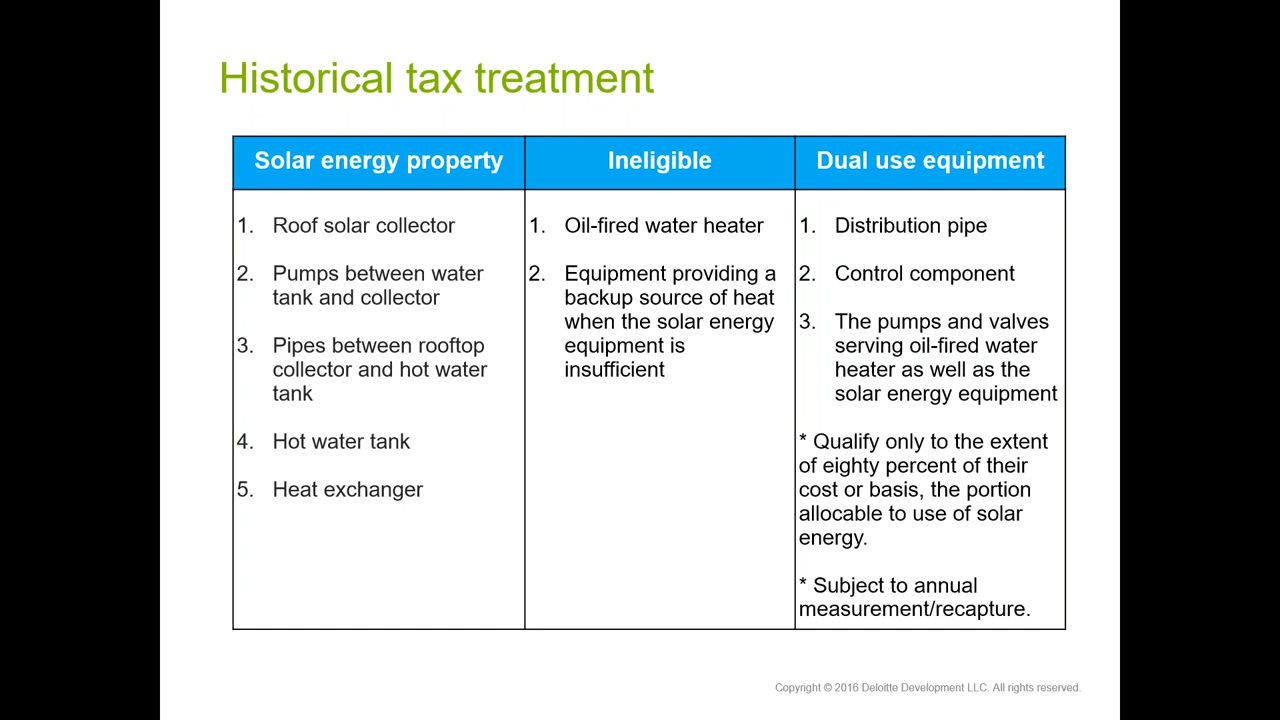 Historical tax treatment
Solar energy property
Ineligible
Dual use equipment
1. Roof solar collector
2. Pumps between water
tank and collector
3. Pipes between rooftop
collector and hot water
tank
4. Hot water tank
5. Heat exchanger
1. Oil-fired water heater
2. Equipment providing a
backup source of heat
when the solar energy
equipment is
insufficient
1. Distribution pipe
2. Control component
3. The pumps and valves
serving oil-fired water
heater as well as the
solar energy equipment
* Qualify only to the extent
of eighty percent of their
cost or basis, the portion
allocable to use of solar
energy.
* Subject to annual
measurement/recapture.
Copyright © 2016 Deloitte Development LLC. All rights reserved.